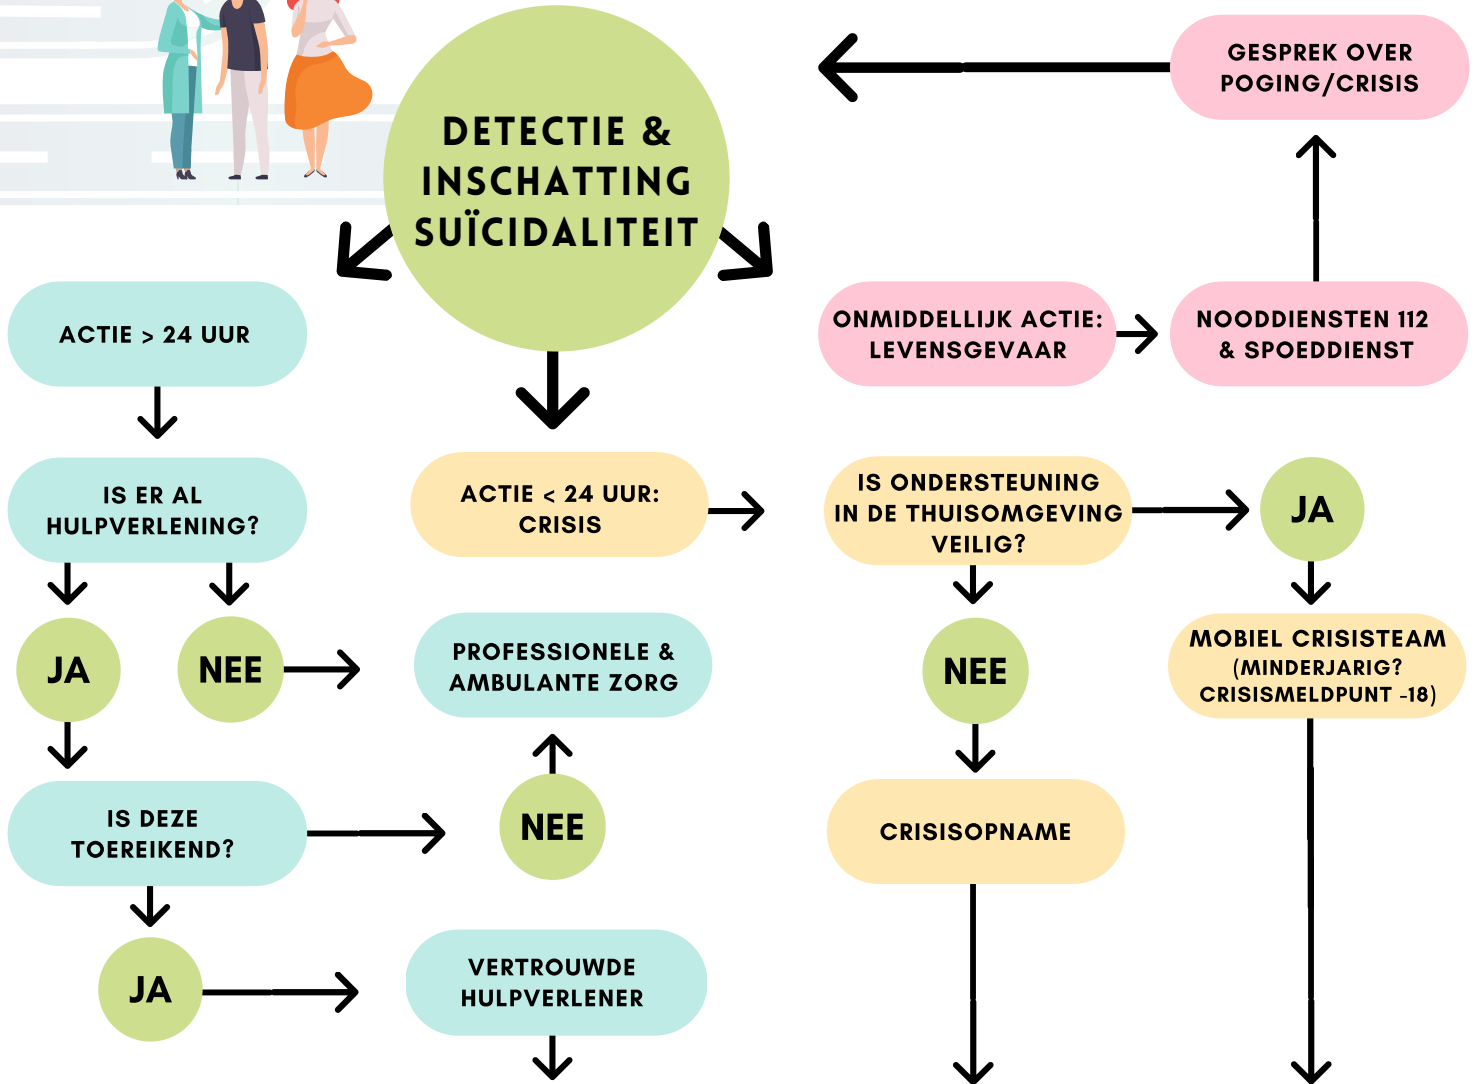 DETECTIE &
INSCHATTING
SUÏCIDALITEIT
GESPREK OVER
POGING/CRISIS
ACTIE > 24 UUR
ONMIDDELLIJK ACTIE:
LEVENSGEVAAR
NOODDIENSTEN 112
& SPOEDDIENST
IS ER AL
HULPVERLENING?
ACTIE < 24 UUR:
CRISIS
IS ONDERSTEUNING
IN DE THUISOMGEVING
VEILIG?
JA
JA
NEE
PROFESSIONELE &
AMBULANTE ZORG
NEE
MOBIEL CRISISTEAM
(MINDERJARIG?
CRISISMELDPUNT -18)
IS DEZE
TOEREIKEND?
NEE
CRISISOPNAME
JA
VERTROUWDE
HULPVERLENER